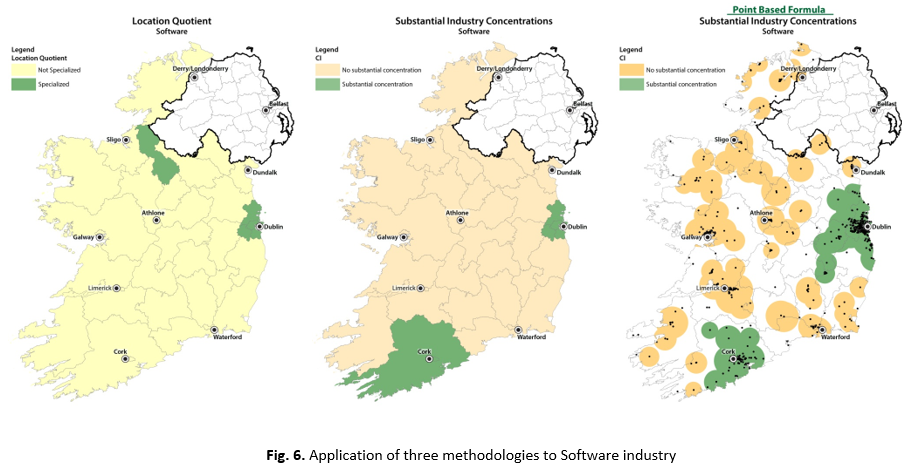 Location Quotient
Software
Legend
Location Quotient
Not Specialized
Specialized
Derry/Londonderry
Belfast
Sligo
Dundalk
Athlone
Galway
Dublin
Limerick
Waterford
Cork
Substantial Industry Concentrations
Software
Legend
CI
No substantial concentration
Substantial concentration
Derry/Londonderry
Belfast
Sligo
Dundalk
Athlone
Galway
Dublin
Limerick
Waterford
Cork
Point Based Formula
Substantial Industry Concentrations
Software
Legend
CI
No substantial concentration
Substantial concentration
Derry/Londonderry
Belfast
Sligo
Dundalk
Athlone
Galway
Dublin
Limerick
Waterford
Cork
Fig. 6. Application of three methodologies to Software industry